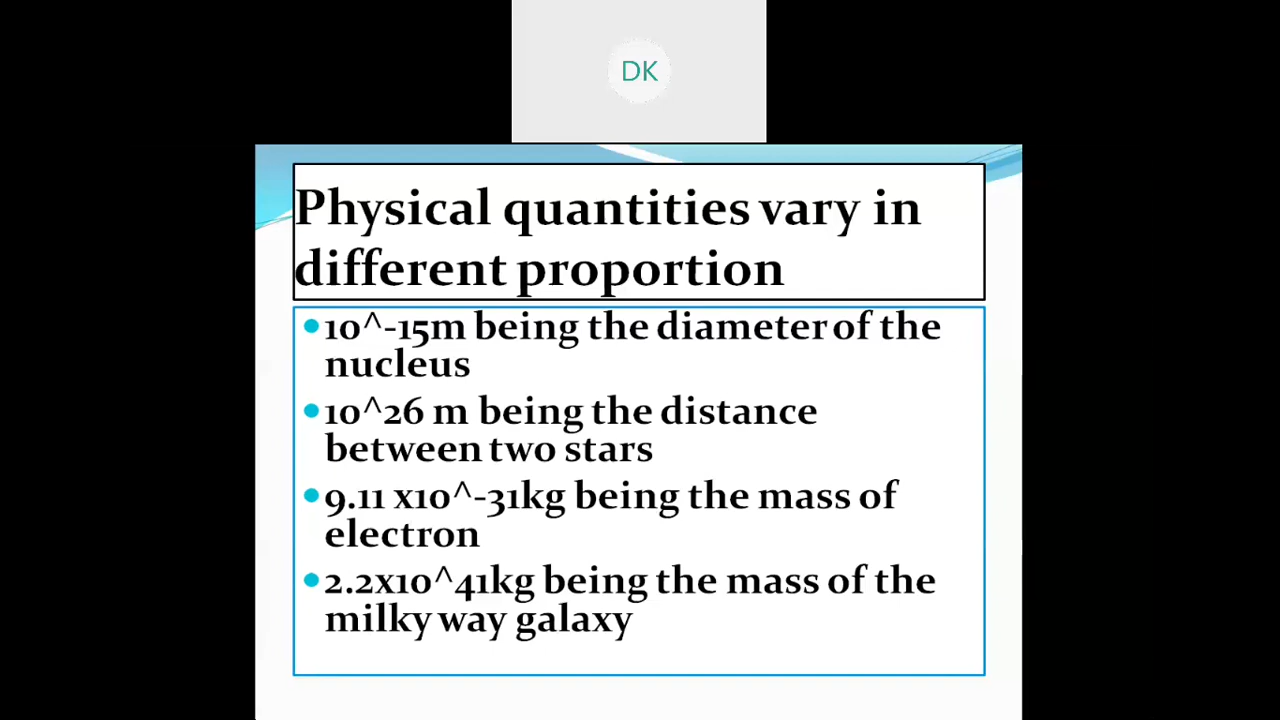 DK
Physical quantities vary in
different proportion
•10^-15m being the diameter of the
nucleus
•10^26 m being the distance
between two stars
•9.11 x10^-31kg being the mass of
electron
•2.2x10^41kg being the mass of the
milky way galaxy